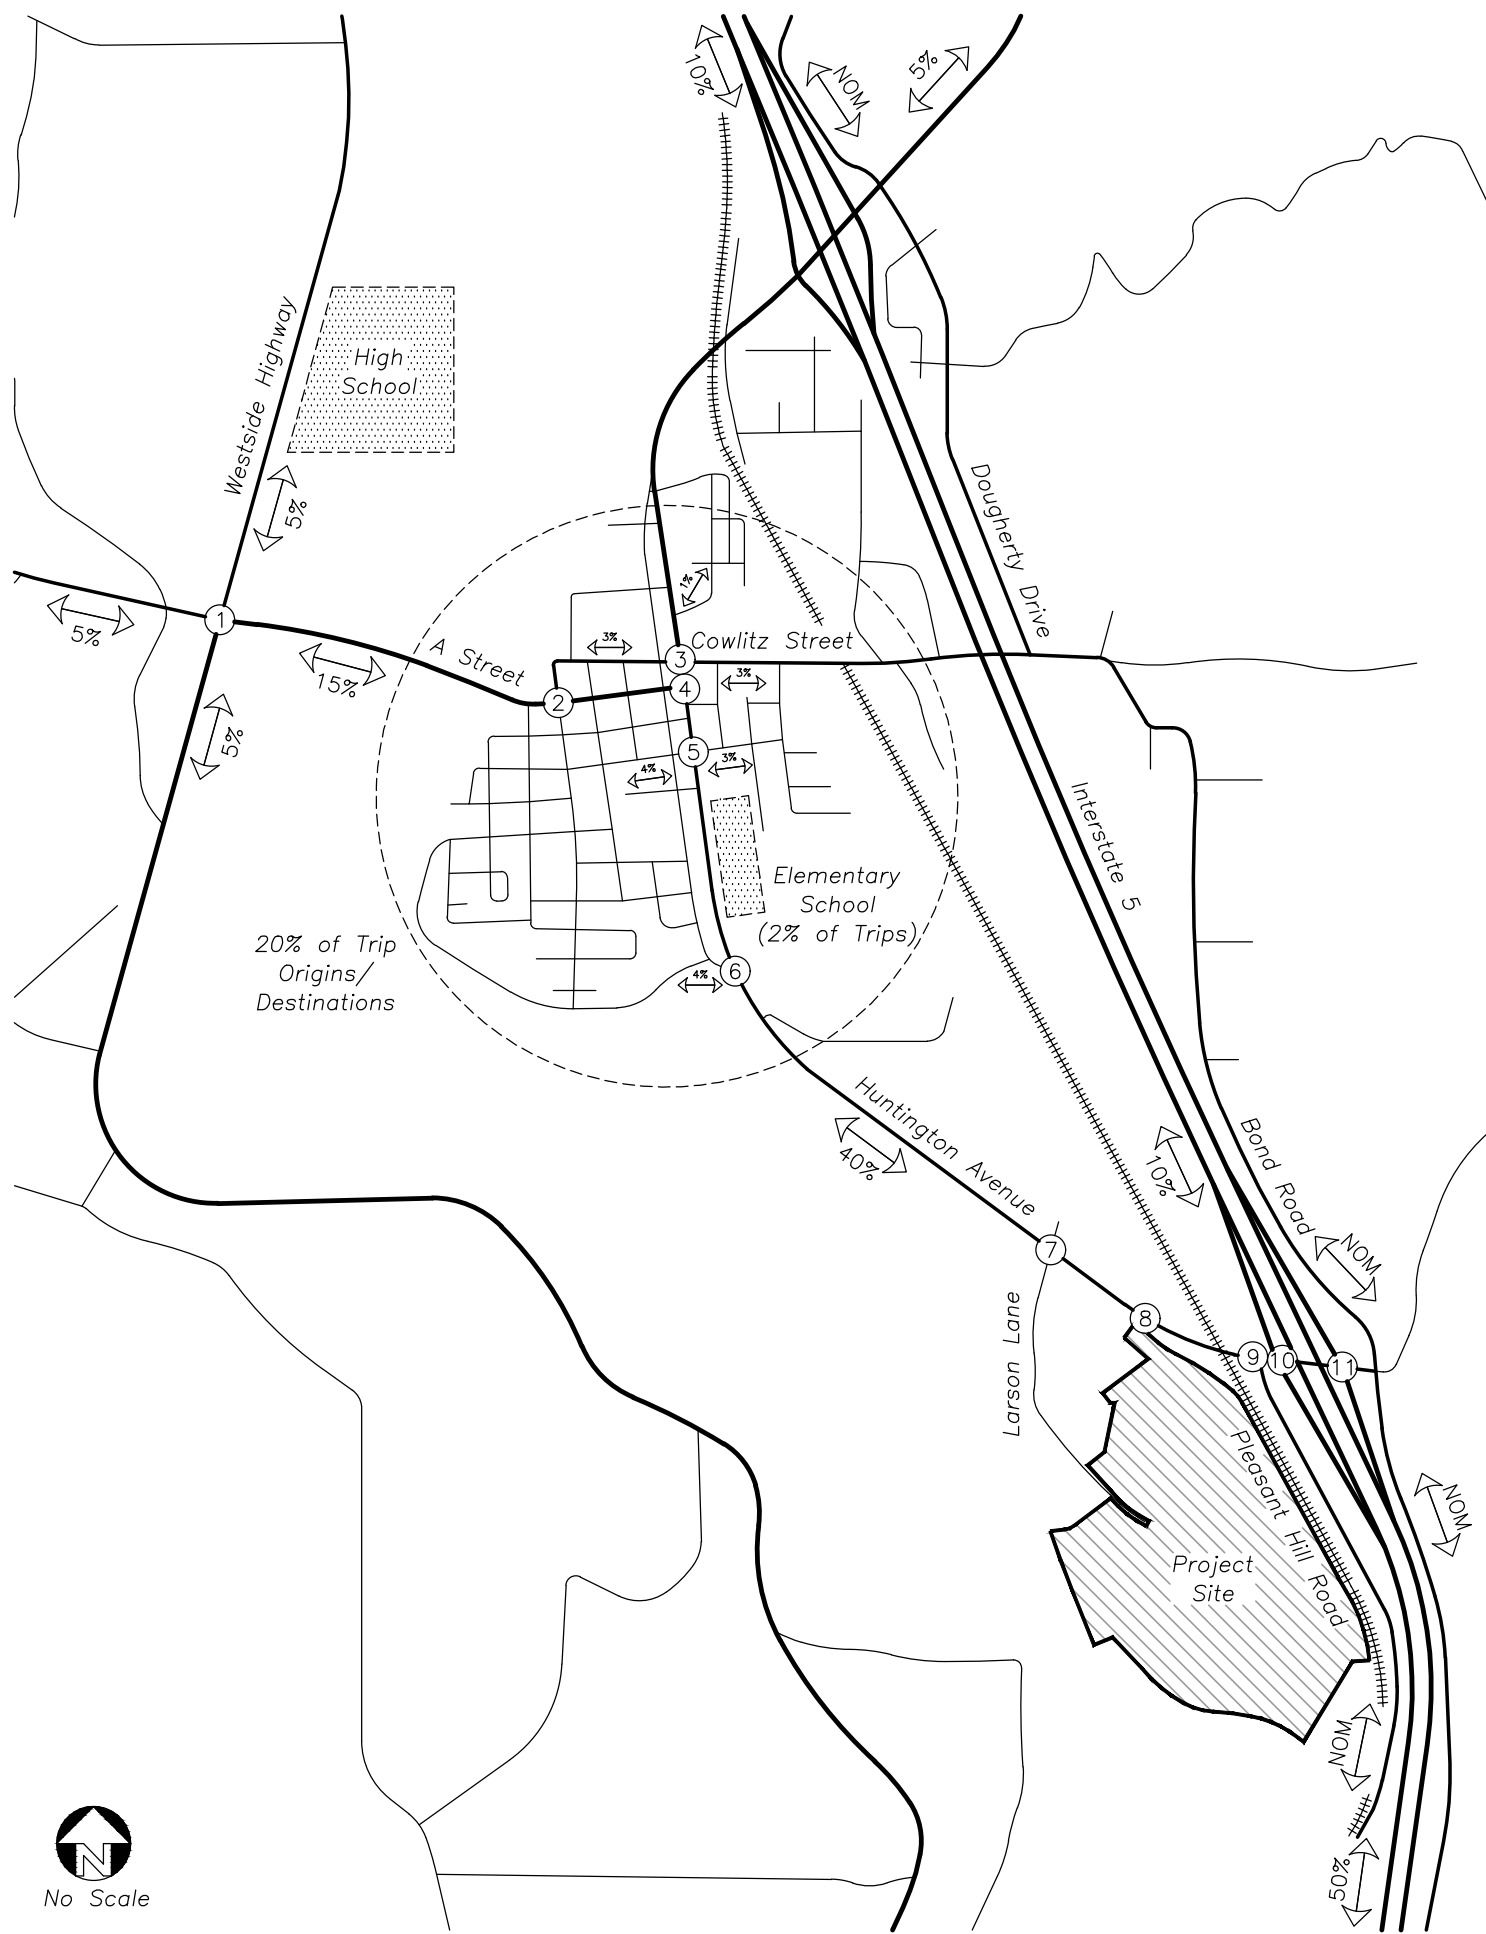 10%
NOM
5%
Westside Highway
High
School
5%
Dougherty Drive
1%
5%
1
A Street
15%
3%
3
Cowlitz Street
2
4
3%
5%
5
4%
3%
Interstate 5
Elementary
School
(2% of Trips)
20% of Trip
Origins/
Destinations
4%
6
Huntington Avenue
40%
10%
Bond Road
7
NOM
Larson Lane
8
9
10
11
Pleasant Hill Road
NOM
Project
Site
NOM
N
No Scale
50%